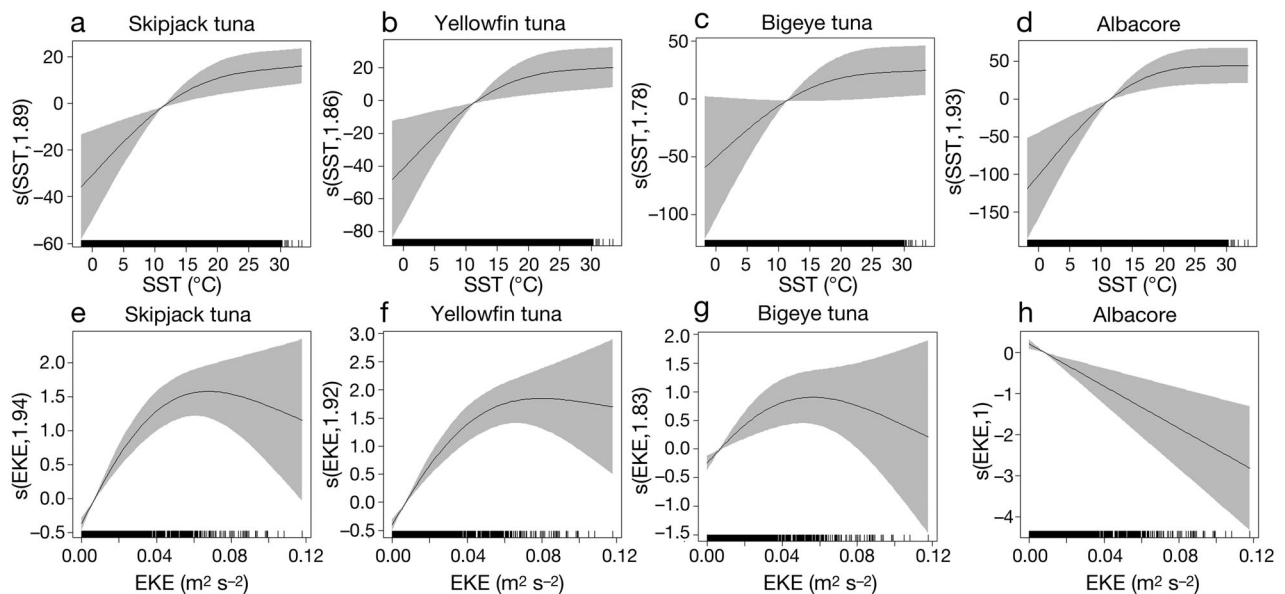 a Skipjack tuna
20
0
−20
−40
−60
s(SST,1.89)
0 5 10 15 20 25 30
SST (°C)
b Yellowfin tuna
20
0
−20
−40
−60
−80
s(SST,1.86)
0 5 10 15 20 25 30
SST (°C)
c Bigeye tuna
50
0
−50
−100
s(SST,1.78)
0 5 10 15 20 25 30
SST (°C)
d Albacore
50
0
−50
−100
−150
s(SST,1.93)
0 5 10 15 20 25 30
SST (°C)
e Skipjack tuna
2.0
1.5
1.0
0.5
0.0
−0.5
s(EKE,1.94)
0.00 0.04 0.08 0.12
EKE (m² s⁻²)
f Yellowfin tuna
3.0
2.5
2.0
1.5
1.0
0.5
0.0
−0.5
s(EKE,1.92)
0.00 0.04 0.08 0.12
EKE (m² s⁻²)
g Bigeye tuna
2.0
1.5
1.0
0.5
0.0
−0.5
−1.0
−1.5
s(EKE,1.83)
0.00 0.04 0.08 0.12
EKE (m² s⁻²)
h Albacore
0
−1
−2
−3
−4
s(EKE,1)
0.00 0.04 0.08 0.12
EKE (m² s⁻²)